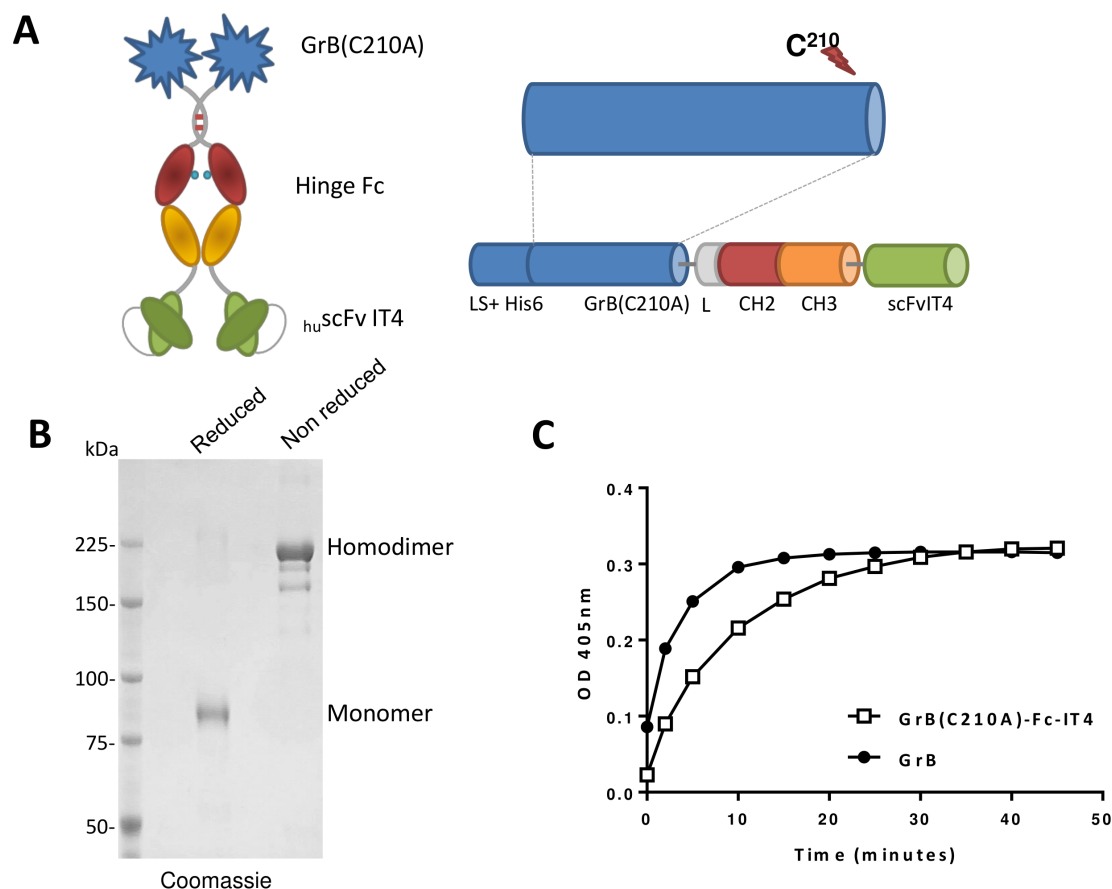 A
GrB(C210A)
Hinge Fc
huscFv IT4
C210
LS+ His6
GrB(C210A)
L
CH2
CH3
scFvIT4
B
kDa
Reduced
Non reduced
225-
150-
100-
75-
50-
Homodimer
Monomer
Coomassie
C
OD 405nm
0.4
0.3
0.2
0.1
0.0
0
10
20
30
40
50
Time (minutes)
GrB(C210A)-Fc-IT4
GrB